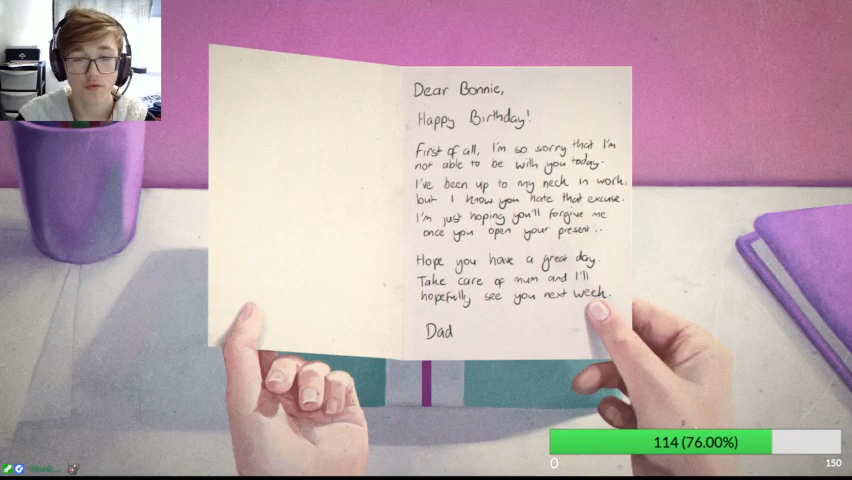 Dear Bonnie,
Happy Birthday!
First of all, I'm so sorry that I'm
not able to be with you today.
I've been up to my neck in work,
but I know you hate that excuse.
I'm just hoping you'll forgive me
once you open your present..
Hope you have a great day.
Take care of mum and I'll
hopefully see you next week.
Dad
114 (76.00%)
0
150